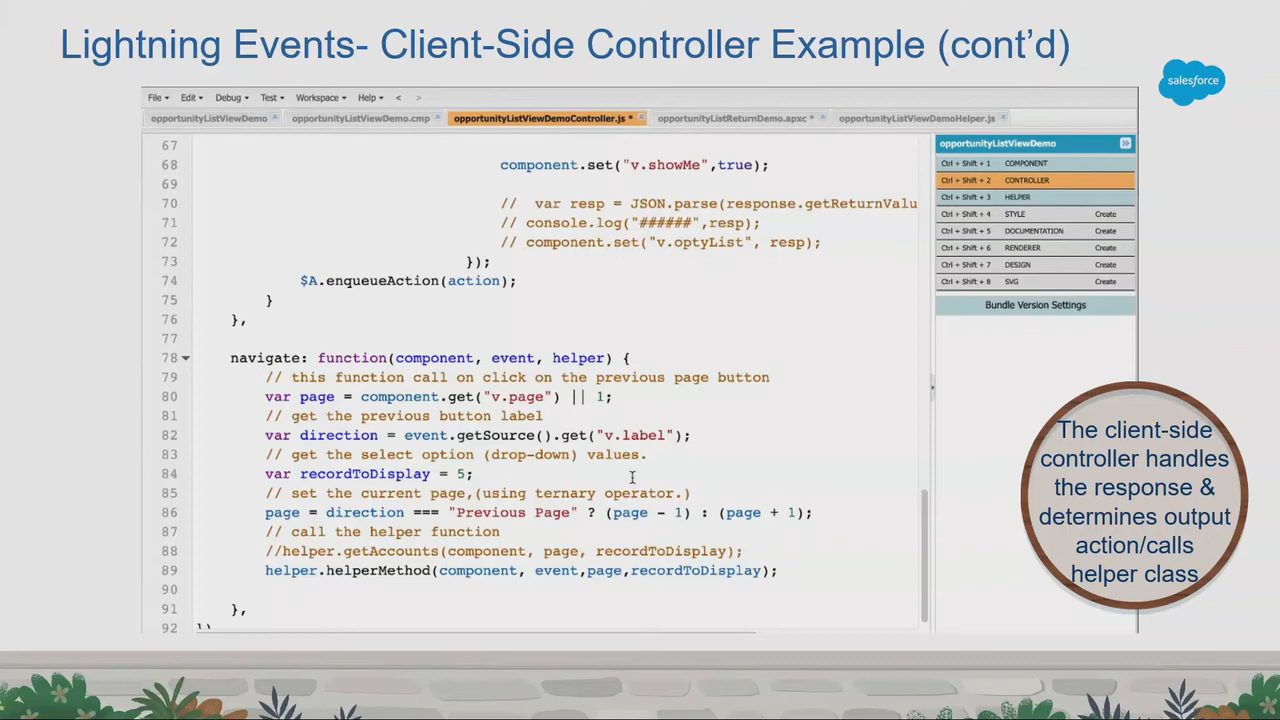 Lightning Events- Client-Side Controller Example (cont'd)
salesforce
File Edit Debug Test Workspace Help < >
opportunityListViewDemo opportunityListViewDemo.cmp opportunityListViewDemoController.js * opportunityListReturnDemo.apxc * opportunityListViewDemoHelper.js
67
68 component.set("v.showMe",true);
69
70 // var resp = JSON.parse(response.getReturnValu
71 // console.log("######",resp);
72 // component.set("v.optyList", resp);
73 });
74 $A.enqueueAction(action);
75 }
76 },
77
78 navigate: function(component, event, helper) {
79 // this function call on click on the previous page button
80 var page = component.get("v.page") || 1;
81 // get the previous button label
82 var direction = event.getSource().get("v.label");
83 // get the select option (drop-down) values.
84 var recordToDisplay = 5;
85 // set the current page,(using ternary operator.)
86 page = direction === "Previous Page" ? (page - 1) : (page + 1);
87 // call the helper function
88 //helper.getAccounts(component, page, recordToDisplay);
89 helper.helperMethod(component, event,page,recordToDisplay);
90
91 },
92 })
opportunityListViewDemo
Ctrl + Shift + 1 COMPONENT
Ctrl + Shift + 2 CONTROLLER
Ctrl + Shift + 3 HELPER
Ctrl + Shift + 4 STYLE Create
Ctrl + Shift + 5 DOCUMENTATION Create
Ctrl + Shift + 6 RENDERER Create
Ctrl + Shift + 7 DESIGN Create
Ctrl + Shift + 8 SVG Create
Bundle Version Settings
The client-side
controller handles
the response &
determines output
action/calls
helper class